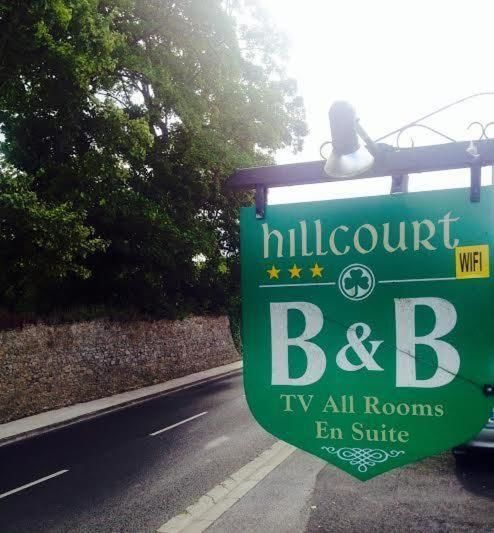 hillcourt
WIFI
B & B
TV All Rooms
En Suite